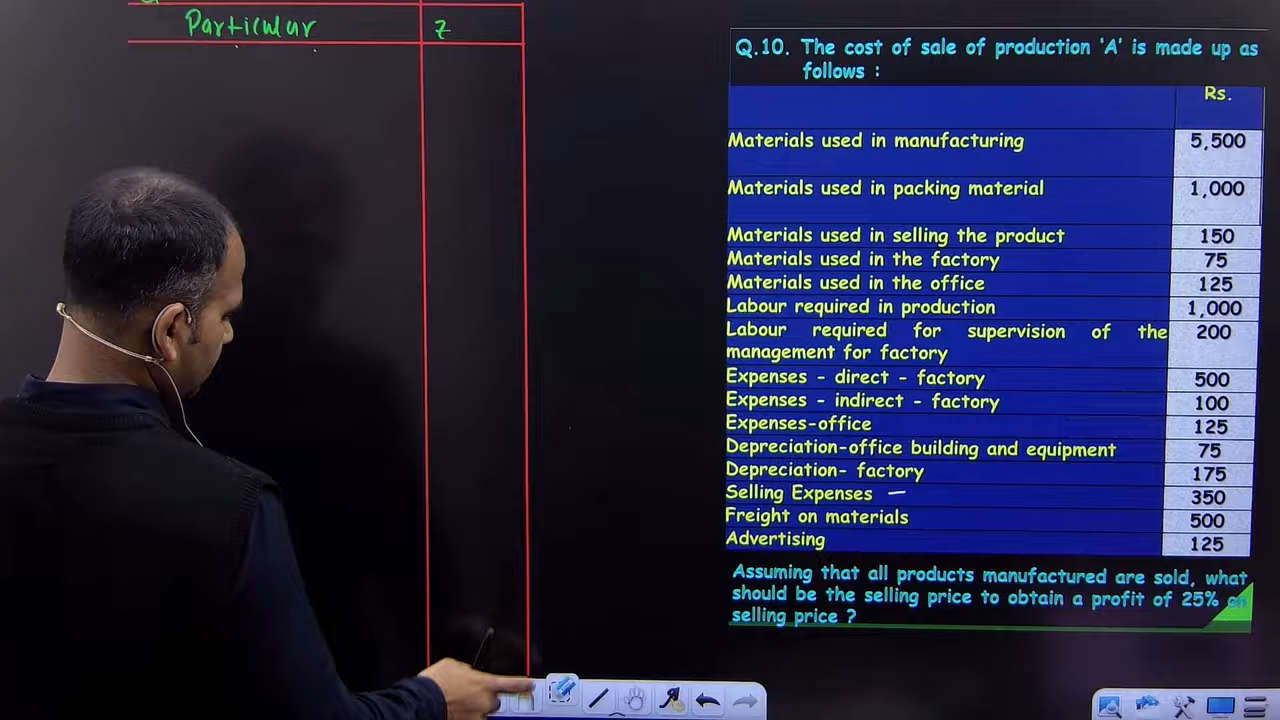 Particular ₹
Q.10. The cost of sale of production 'A' is made up as
follows :
Rs.
Materials used in manufacturing 5,500
Materials used in packing material 1,000
Materials used in selling the product 150
Materials used in the factory 75
Materials used in the office 125
Labour required in production 1,000
Labour required for supervision of the 200
management for factory
Expenses - direct - factory 500
Expenses - indirect - factory 100
Expenses-office 125
Depreciation-office building and equipment 75
Depreciation- factory 175
Selling Expenses 350
Freight on materials 500
Advertising 125
Assuming that all products manufactured are sold, what
should be the selling price to obtain a profit of 25% on
selling price ?